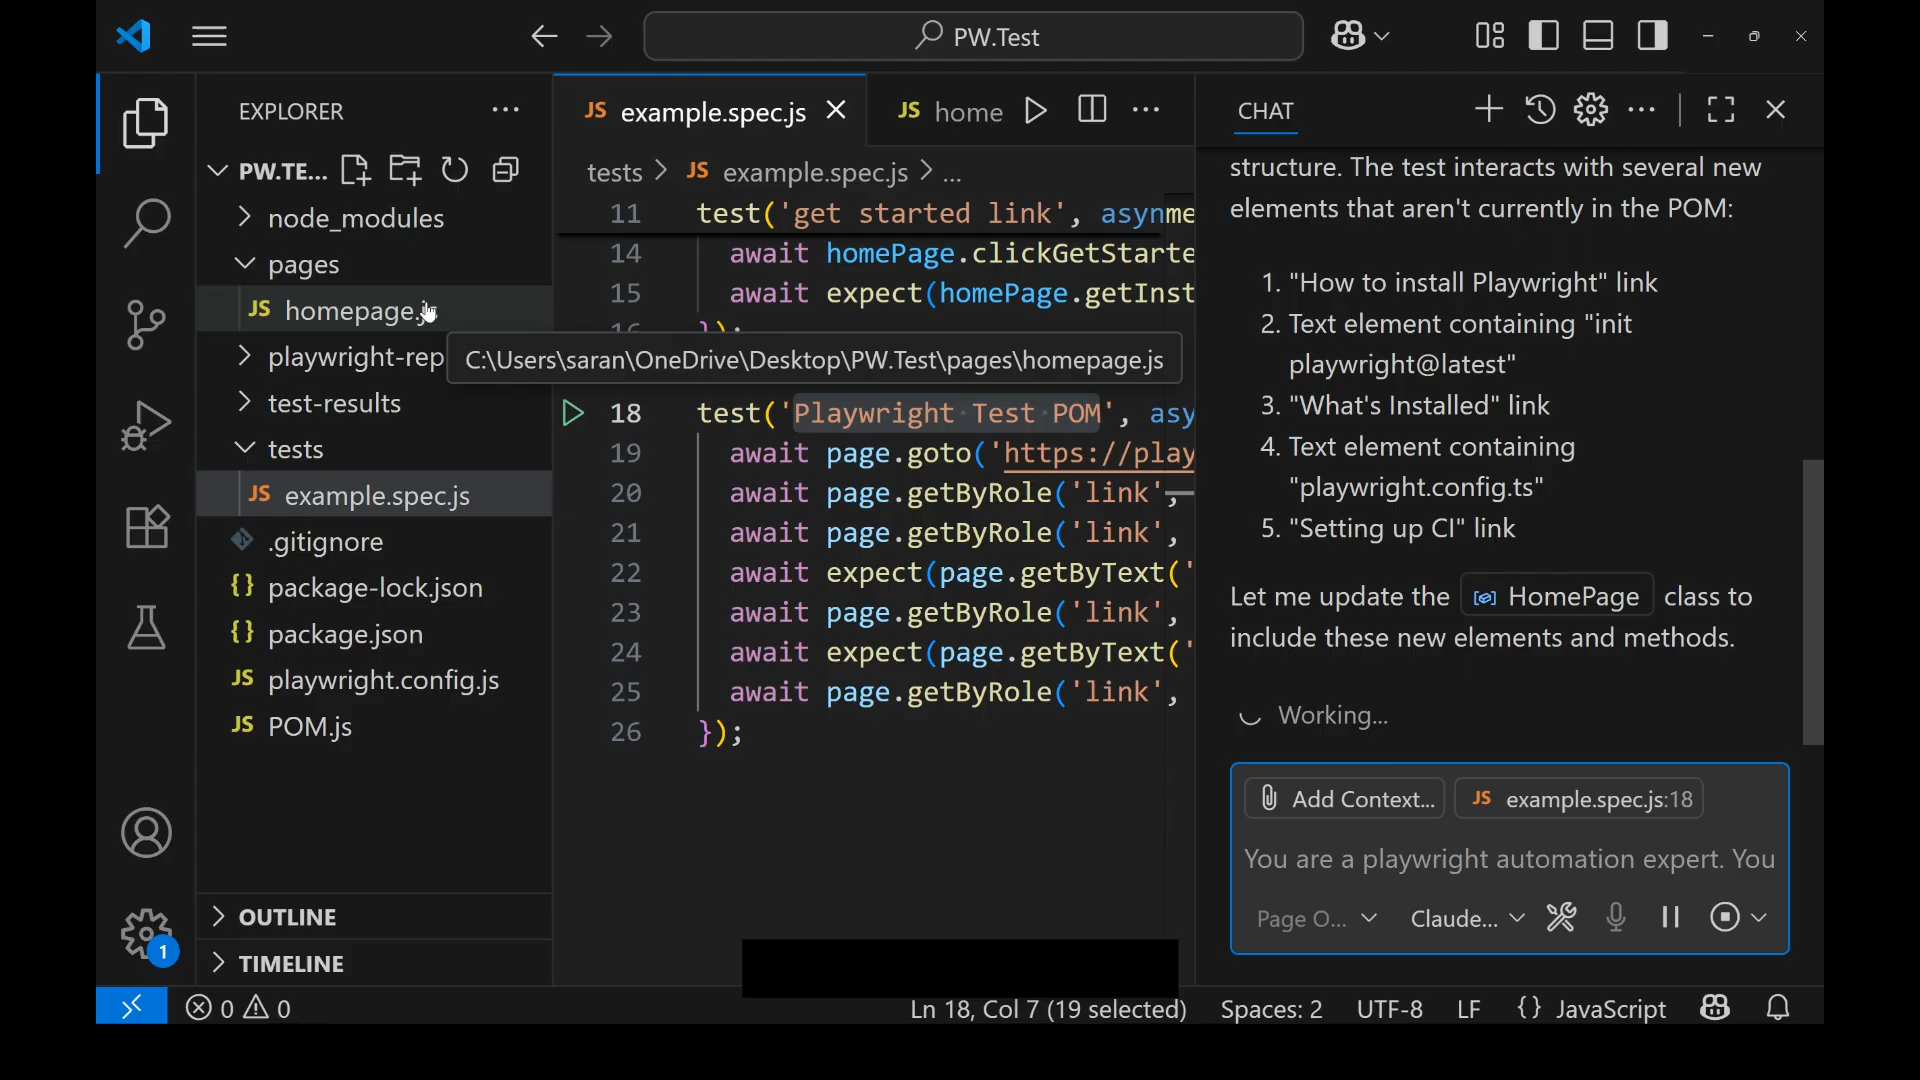 PW.Test
EXPLORER
PW.TE...
node_modules
pages
JS homepage.js
playwright-rep
test-results
tests
JS example.spec.js
.gitignore
{} package-lock.json
{} package.json
JS playwright.config.js
JS POM.js
OUTLINE
TIMELINE
1
JS example.spec.js
JS home
tests > JS example.spec.js > ...
11 test('get started link', asyn
14 await homePage.clickGetStarte
15 await expect(homePage.getInst
C:\Users\saran\OneDrive\Desktop\PW.Test\pages\homepage.js
18 test('Playwright Test POM', asy
19 await page.goto('https://play
20 await page.getByRole('link',
21 await page.getByRole('link',
22 await expect(page.getByText('
23 await page.getByRole('link',
24 await expect(page.getByText('
25 await page.getByRole('link',
26 });
CHAT
structure. The test interacts with several new
elements that aren't currently in the POM:
1. "How to install Playwright" link
2. Text element containing "init
playwright@latest"
3. "What's Installed" link
4. Text element containing
"playwright.config.ts"
5. "Setting up CI" link
Let me update the HomePage class to
include these new elements and methods.
Working...
Add Context...
JS example.spec.js:18
You are a playwright automation expert. You
Page O...
Claude...
0 0
Ln 18, Col 7 (19 selected)
Spaces: 2
UTF-8
LF
{} JavaScript